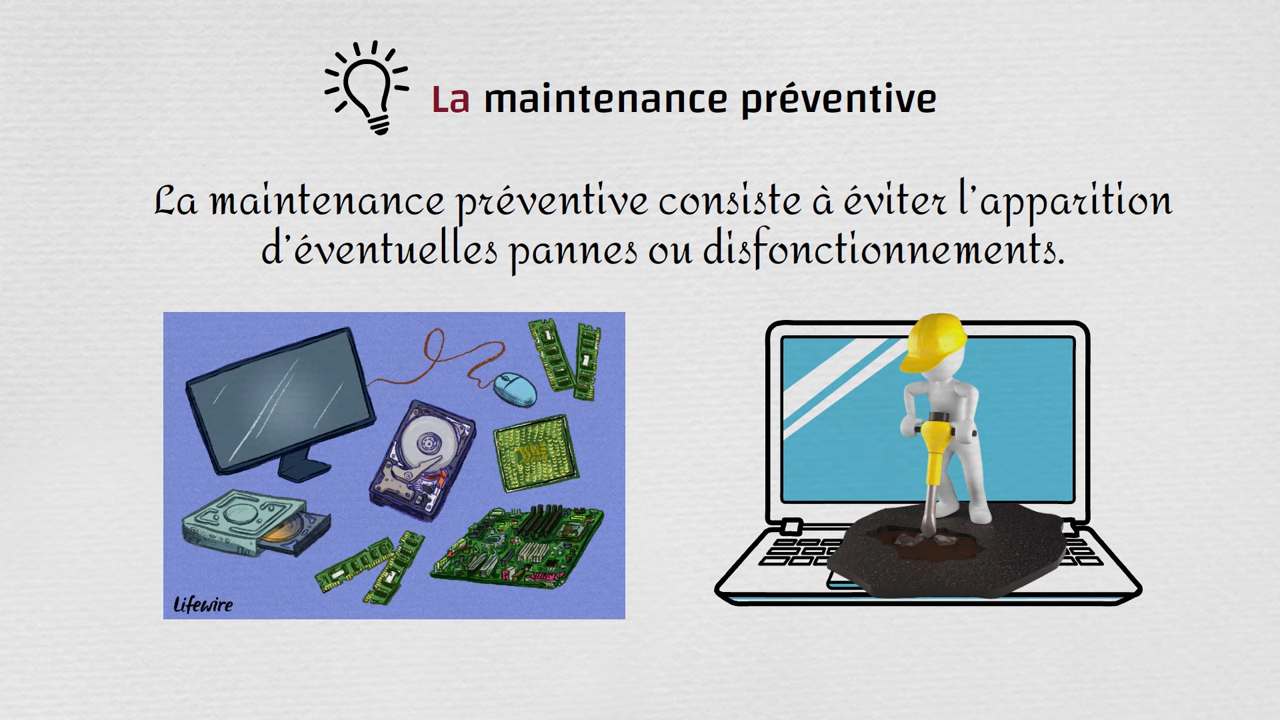 La maintenance préventive
La maintenance préventive consiste à éviter l'apparition
d'éventuelles pannes ou disfonctionnements.
Lifewire